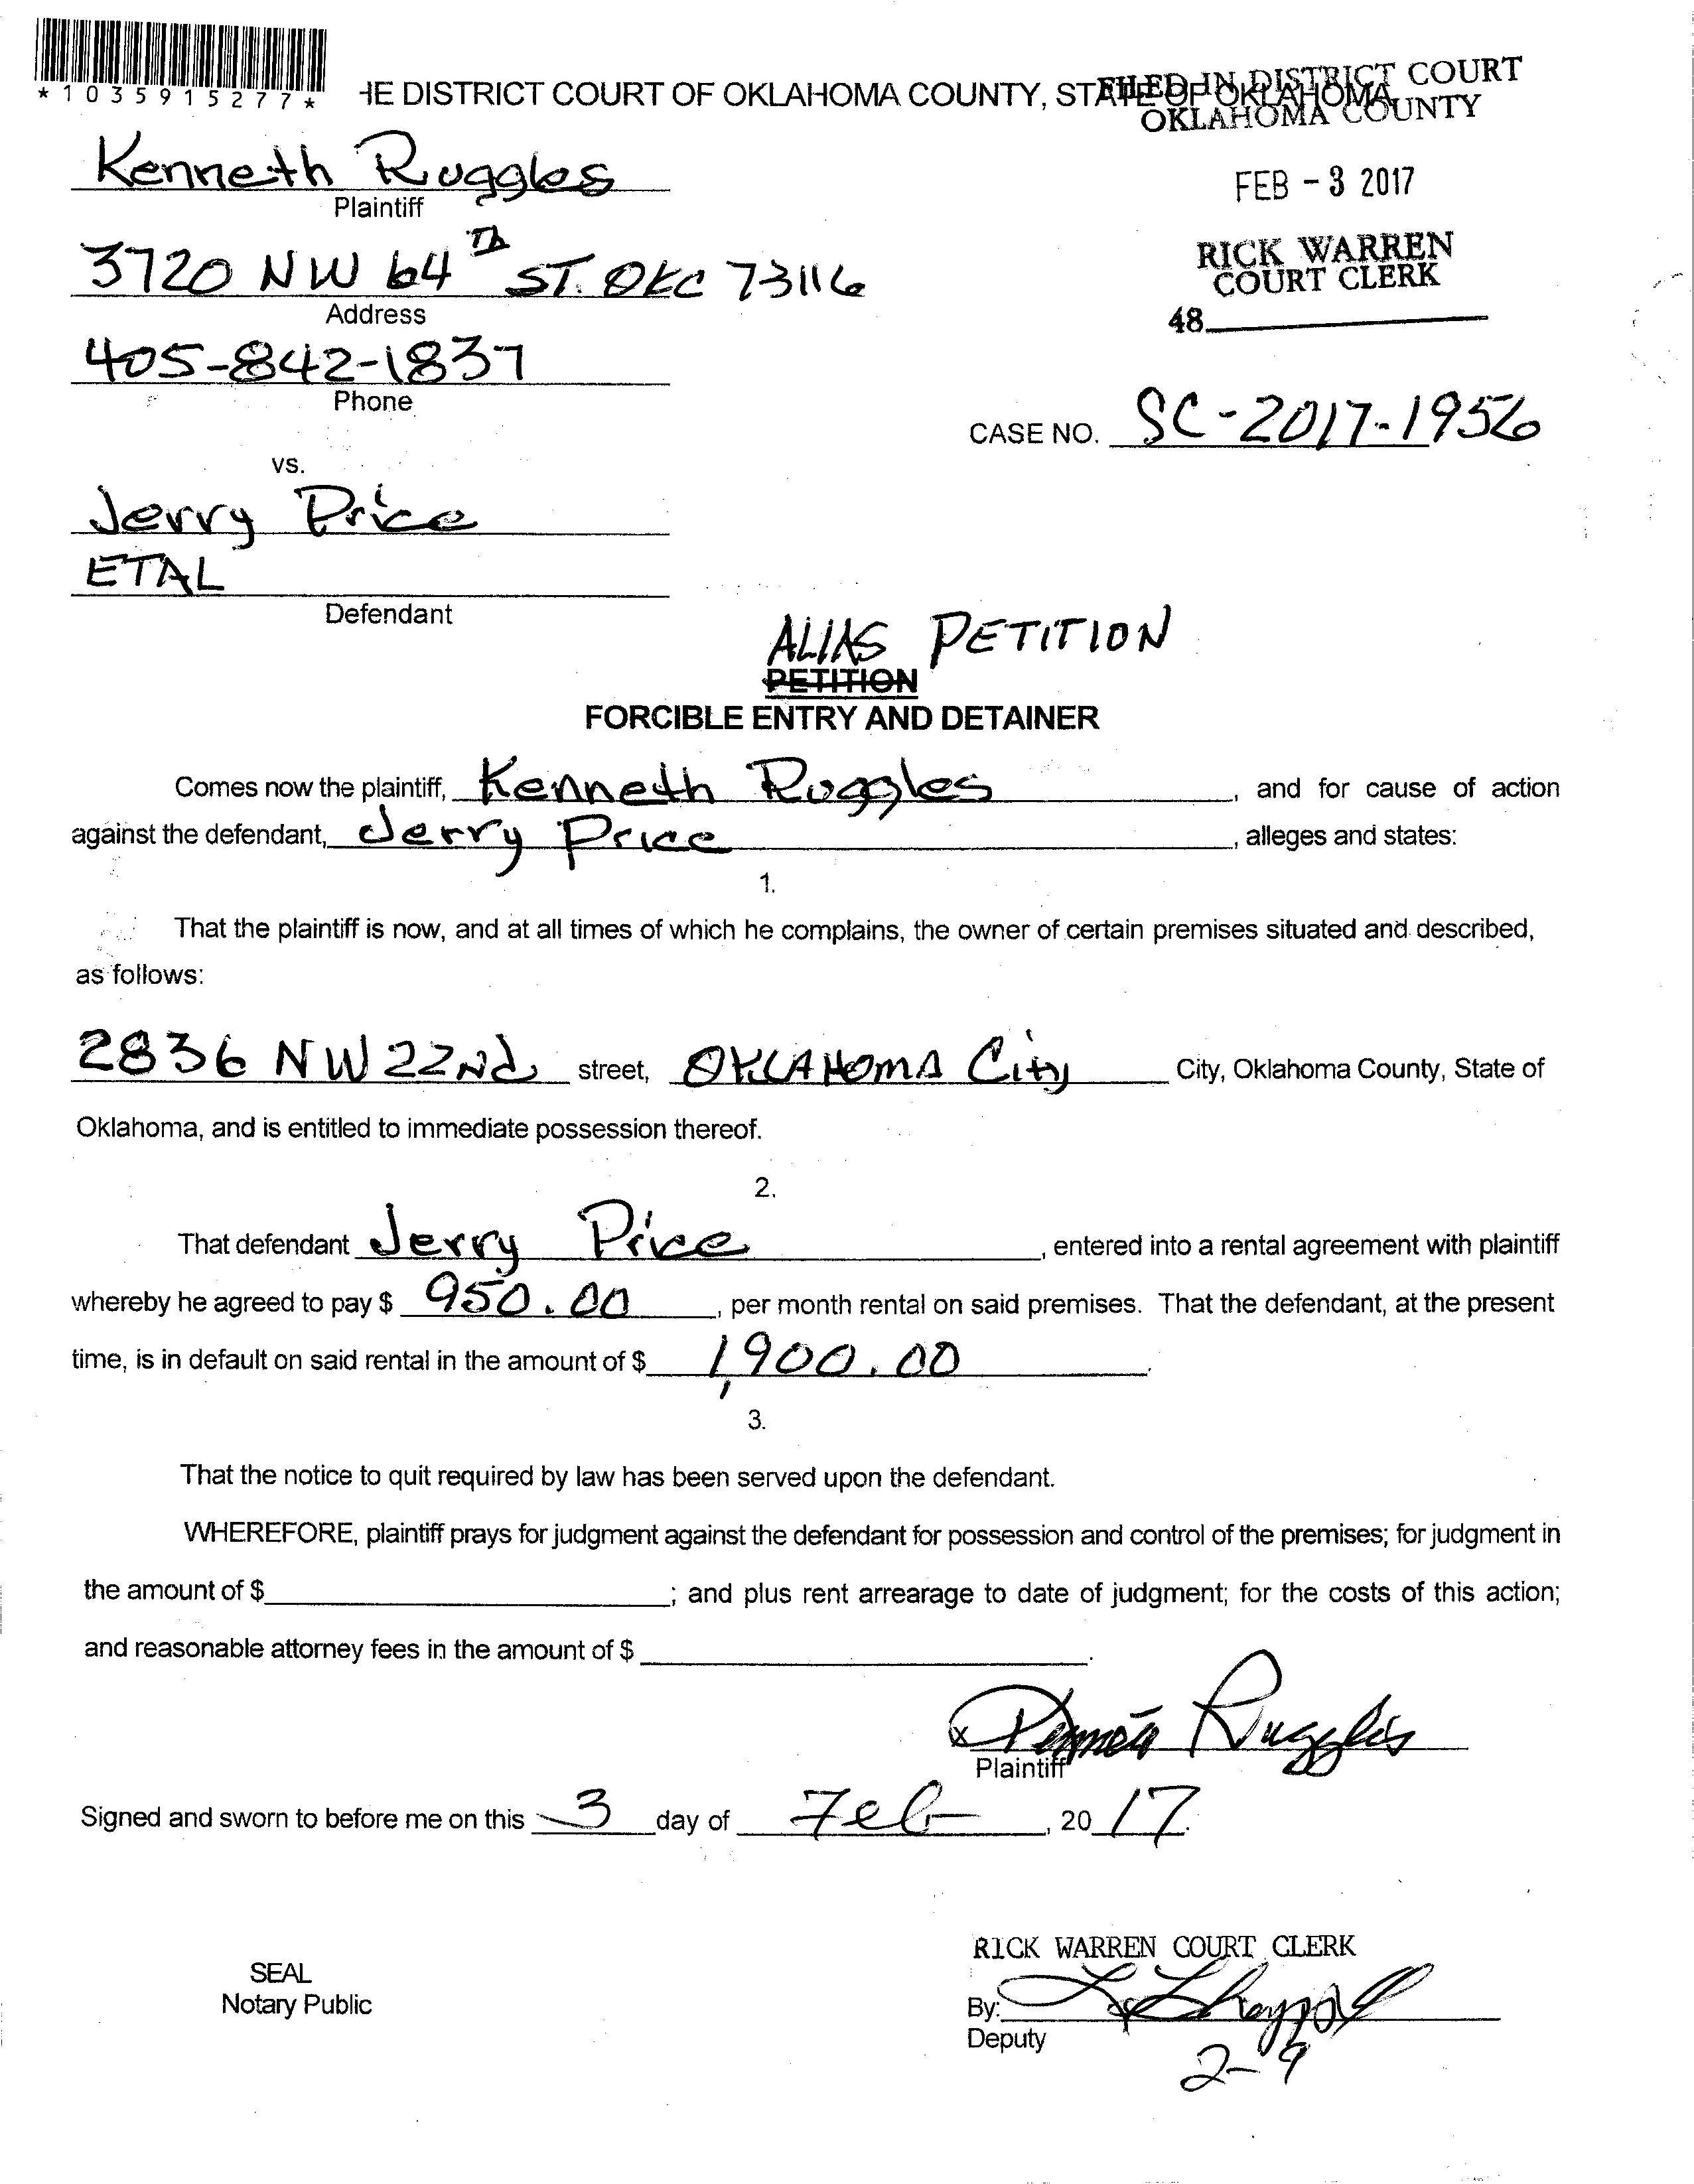 *1035915277*
HE DISTRICT COURT OF OKLAHOMA COUNTY, STATE OF OKLAHOMA
FILED IN DISTRICT COURT
OKLAHOMA COUNTY
Kenneth Ruggles
Plaintiff
FEB - 3 2017
3720 NW 64th ST. OKC 73116
Address
RICK WARREN
COURT CLERK
48
405-842-1837
Phone
CASE NO. SC-2017-1956
vs.
Jerry Price
ETAL
Defendant
ALIAS PETITION
PETITION
FORCIBLE ENTRY AND DETAINER
Comes now the plaintiff, Kenneth Ruggles, and for cause of action
against the defendant, Jerry Price, alleges and states:
1.
That the plaintiff is now, and at all times of which he complains, the owner of certain premises situated and described,
as follows:
2836 NW 22Nd street, OKLAHOMA City City, Oklahoma County, State of
Oklahoma, and is entitled to immediate possession thereof.
2.
That defendant Jerry Price, entered into a rental agreement with plaintiff
whereby he agreed to pay $ 950.00, per month rental on said premises. That the defendant, at the present
time, is in default on said rental in the amount of $ 1,900.00.
3.
That the notice to quit required by law has been served upon the defendant.
WHEREFORE, plaintiff prays for judgment against the defendant for possession and control of the premises; for judgment in
the amount of $ ; and plus rent arrearage to date of judgment; for the costs of this action;
and reasonable attorney fees in the amount of $ .
x Kenneth Ruggles
Plaintiff
Signed and sworn to before me on this 3 day of Feb, 20 17.
RICK WARREN COURT CLERK
SEAL
Notary Public
By:
Deputy
2-9